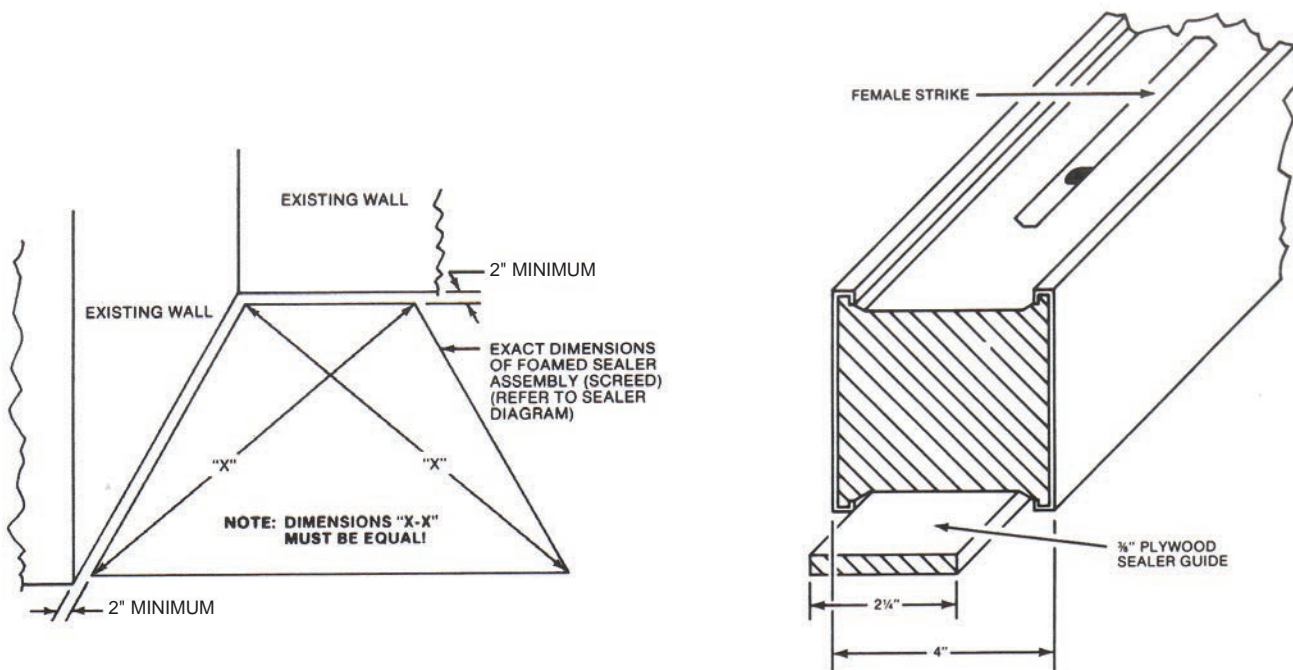 EXISTING WALL
2" MINIMUM
EXISTING WALL
EXACT DIMENSIONS
OF FOAMED SEALER
ASSEMBLY (SCREED)
(REFER TO SEALER
DIAGRAM)
"X"
"X"
NOTE: DIMENSIONS "X-X"
MUST BE EQUAL!
2" MINIMUM
FEMALE STRIKE
⅜" PLYWOOD
SEALER GUIDE
2¼"
4"